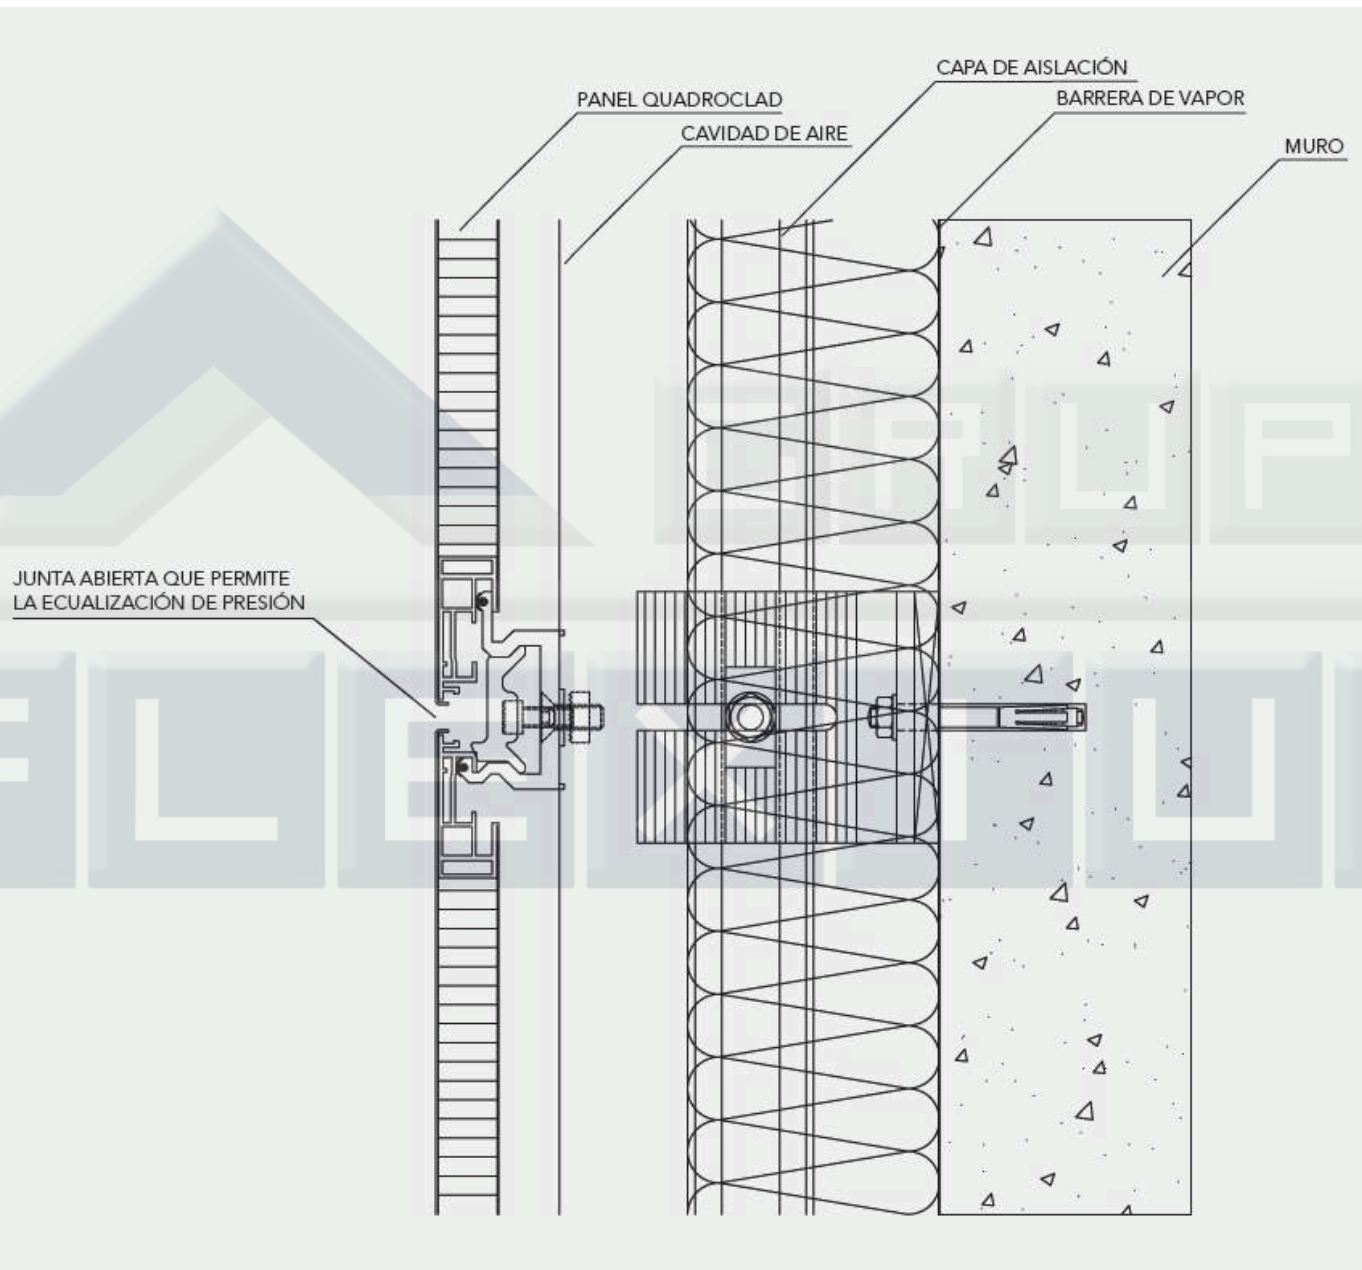 CAPA DE AISLACIÓN
PANEL QUADROCLAD
BARRERA DE VAPOR
CAVIDAD DE AIRE
MURO
JUNTA ABIERTA QUE PERMITE
LA ECUALIZACIÓN DE PRESIÓN